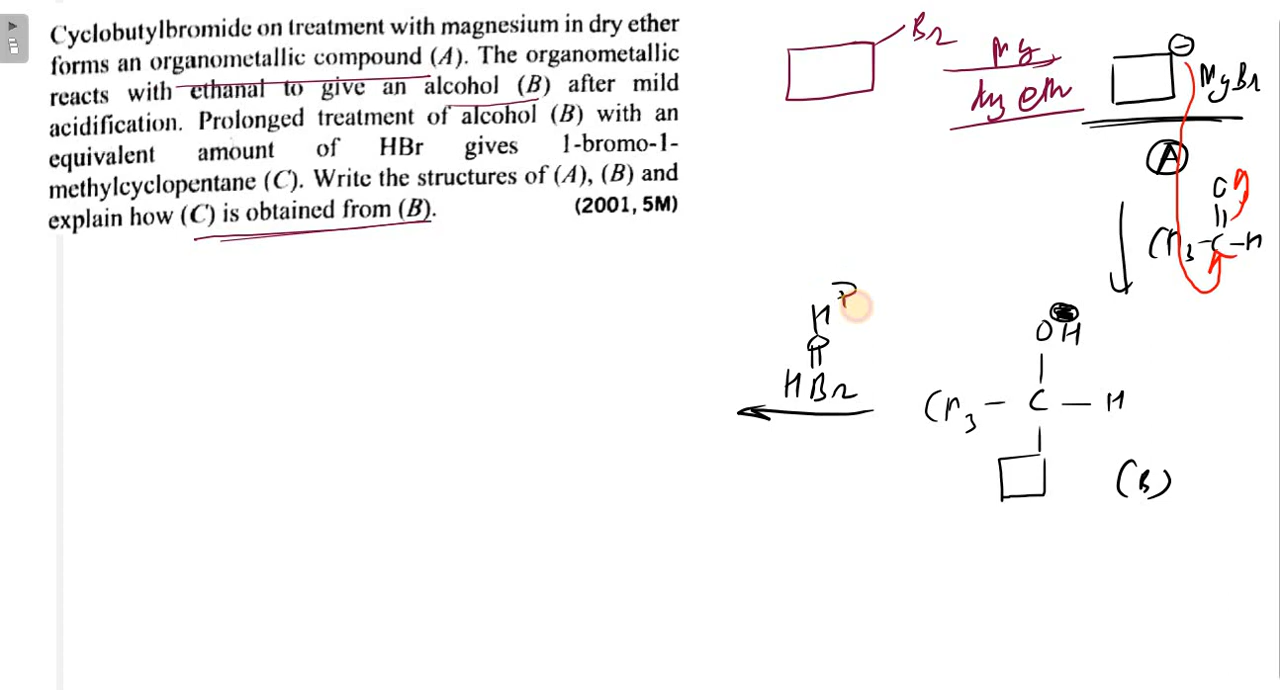 Cyclobutylbromide on treatment with magnesium in dry ether
forms an organometallic compound (A). The organometallic
reacts with ethanal to give an alcohol (B) after mild
acidification. Prolonged treatment of alcohol (B) with an
equivalent amount of HBr gives 1-bromo-1-
methylcyclopentane (C). Write the structures of (A), (B) and
explain how (C) is obtained from (B).
(2001, 5M)
Br
Mg
dry eth
MgBr
A
CH3-C-H
H
HBr
OH
CH3 - C - H
(B)